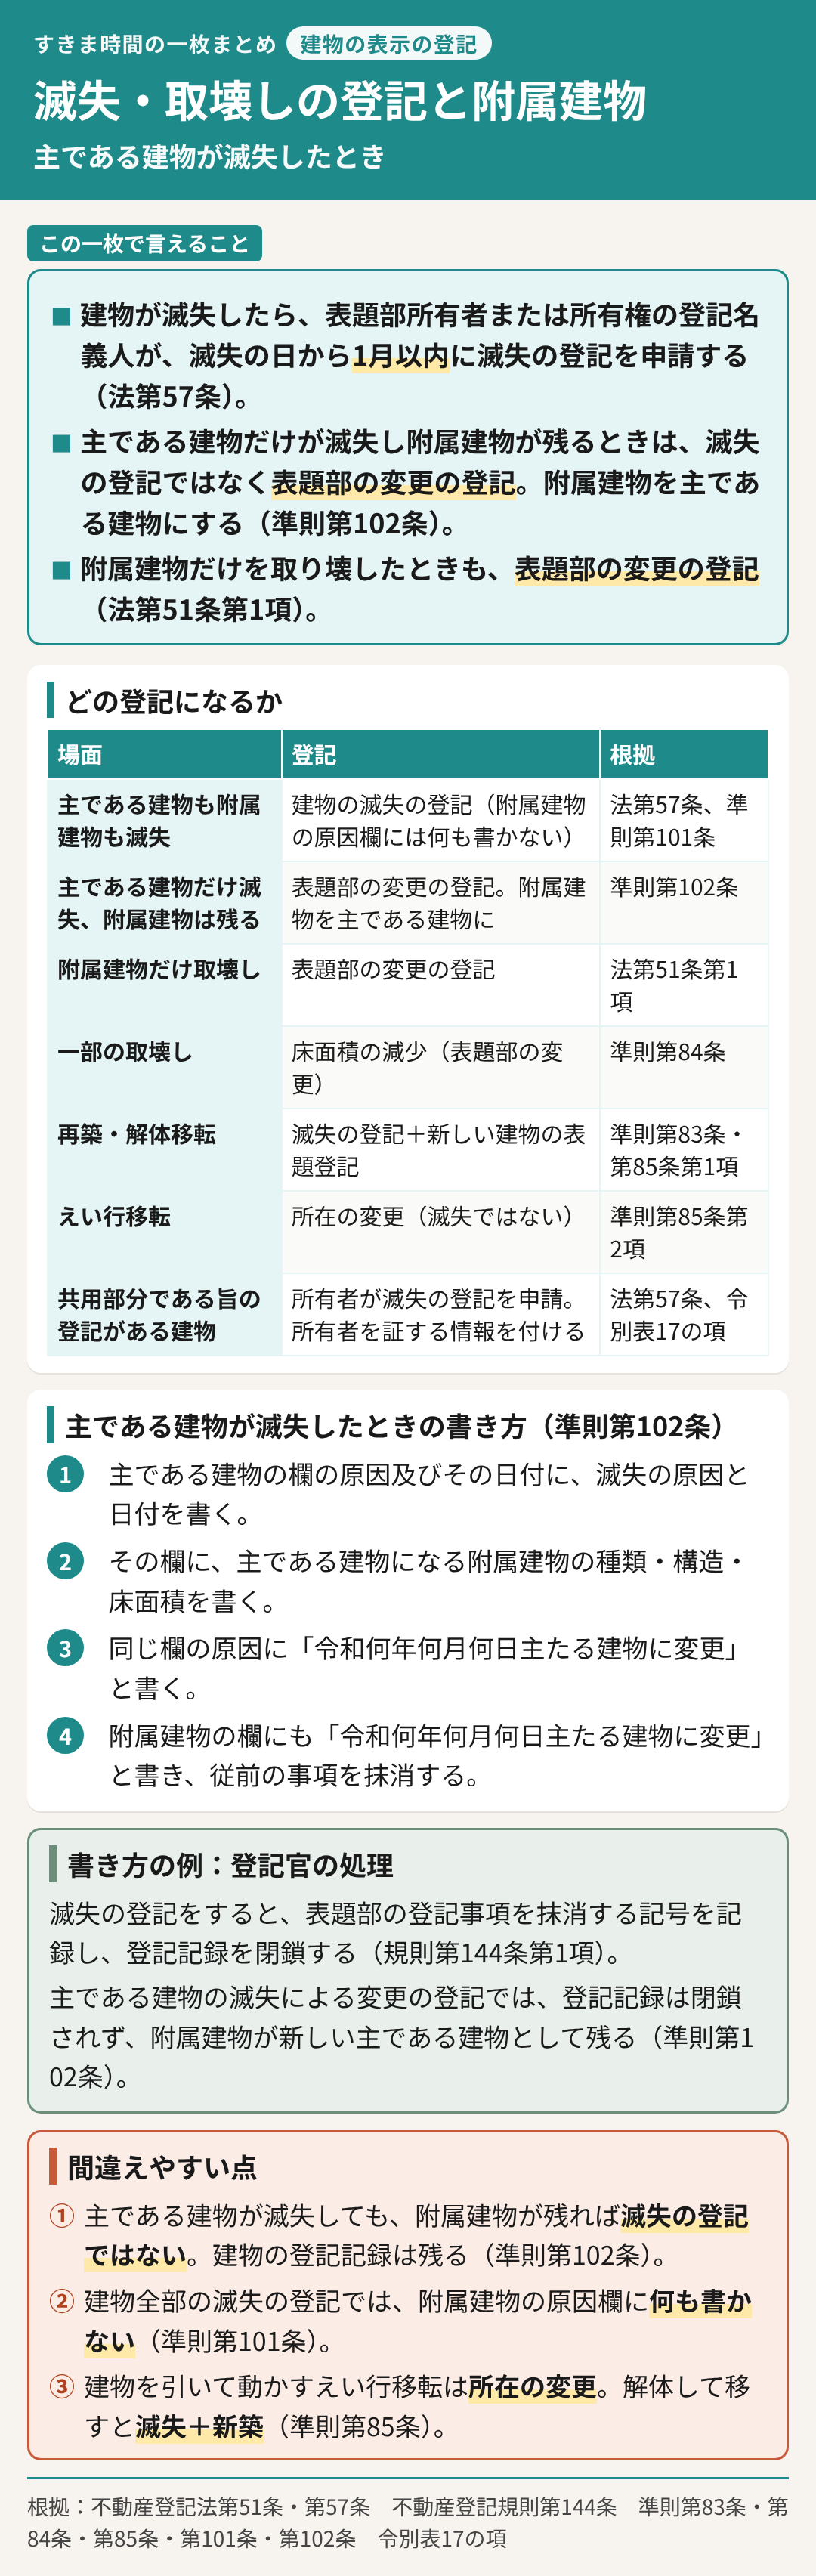 すきま時間の一枚まとめ 建物の表示の登記
滅失・取壊しの登記と附属建物
主である建物が滅失したとき
この一枚で言えること
■ 建物が滅失したら、表題部所有者または所有権の登記名
義人が、滅失の日から1月以内に滅失の登記を申請する
（法第57条）。
■ 主である建物だけが滅失し附属建物が残るときは、滅失
の登記ではなく表題部の変更の登記。附属建物を主であ
る建物にする（準則第102条）。
■ 附属建物だけを取り壊したときも、表題部の変更の登記
（法第51条第1項）。
どの登記になるか
場面 登記 根拠
主である建物も附属 建物の滅失の登記（附属建物 法第57条、準
建物も滅失 の原因欄には何も書かない） 則第101条
主である建物だけ滅 表題部の変更の登記。附属建 準則第102条
失、附属建物は残る 物を主である建物に
附属建物だけ取壊し 表題部の変更の登記 法第51条第1
項
一部の取壊し 床面積の減少（表題部の変 準則第84条
更）
再築・解体移転 滅失の登記＋新しい建物の表 準則第83条・
題登記 第85条第1項
えい行移転 所在の変更（滅失ではない） 準則第85条第
2項
共用部分である旨の 所有者が滅失の登記を申請。 法第57条、令
登記がある建物 所有者を証する情報を付ける 別表17の項
主である建物が滅失したときの書き方（準則第102条）
1 主である建物の欄の原因及びその日付に、滅失の原因と
日付を書く。
2 その欄に、主である建物になる附属建物の種類・構造・
床面積を書く。
3 同じ欄の原因に「令和何年何月何日主たる建物に変更」
と書く。
4 附属建物の欄にも「令和何年何月何日主たる建物に変更」
と書き、従前の事項を抹消する。
書き方の例：登記官の処理
滅失の登記をすると、表題部の登記事項を抹消する記号を記
録し、登記記録を閉鎖する（規則第144条第1項）。
主である建物の滅失による変更の登記では、登記記録は閉鎖
されず、附属建物が新しい主である建物として残る（準則第1
02条）。
間違えやすい点
① 主である建物が滅失しても、附属建物が残れば滅失の登記
ではない。建物の登記記録は残る（準則第102条）。
② 建物全部の滅失の登記では、附属建物の原因欄に何も書か
ない（準則第101条）。
③ 建物を引いて動かすえい行移転は所在の変更。解体して移
すと滅失＋新築（準則第85条）。
根拠：不動産登記法第51条・第57条　不動産登記規則第144条　準則第83条・第
84条・第85条・第101条・第102条　令別表17の項